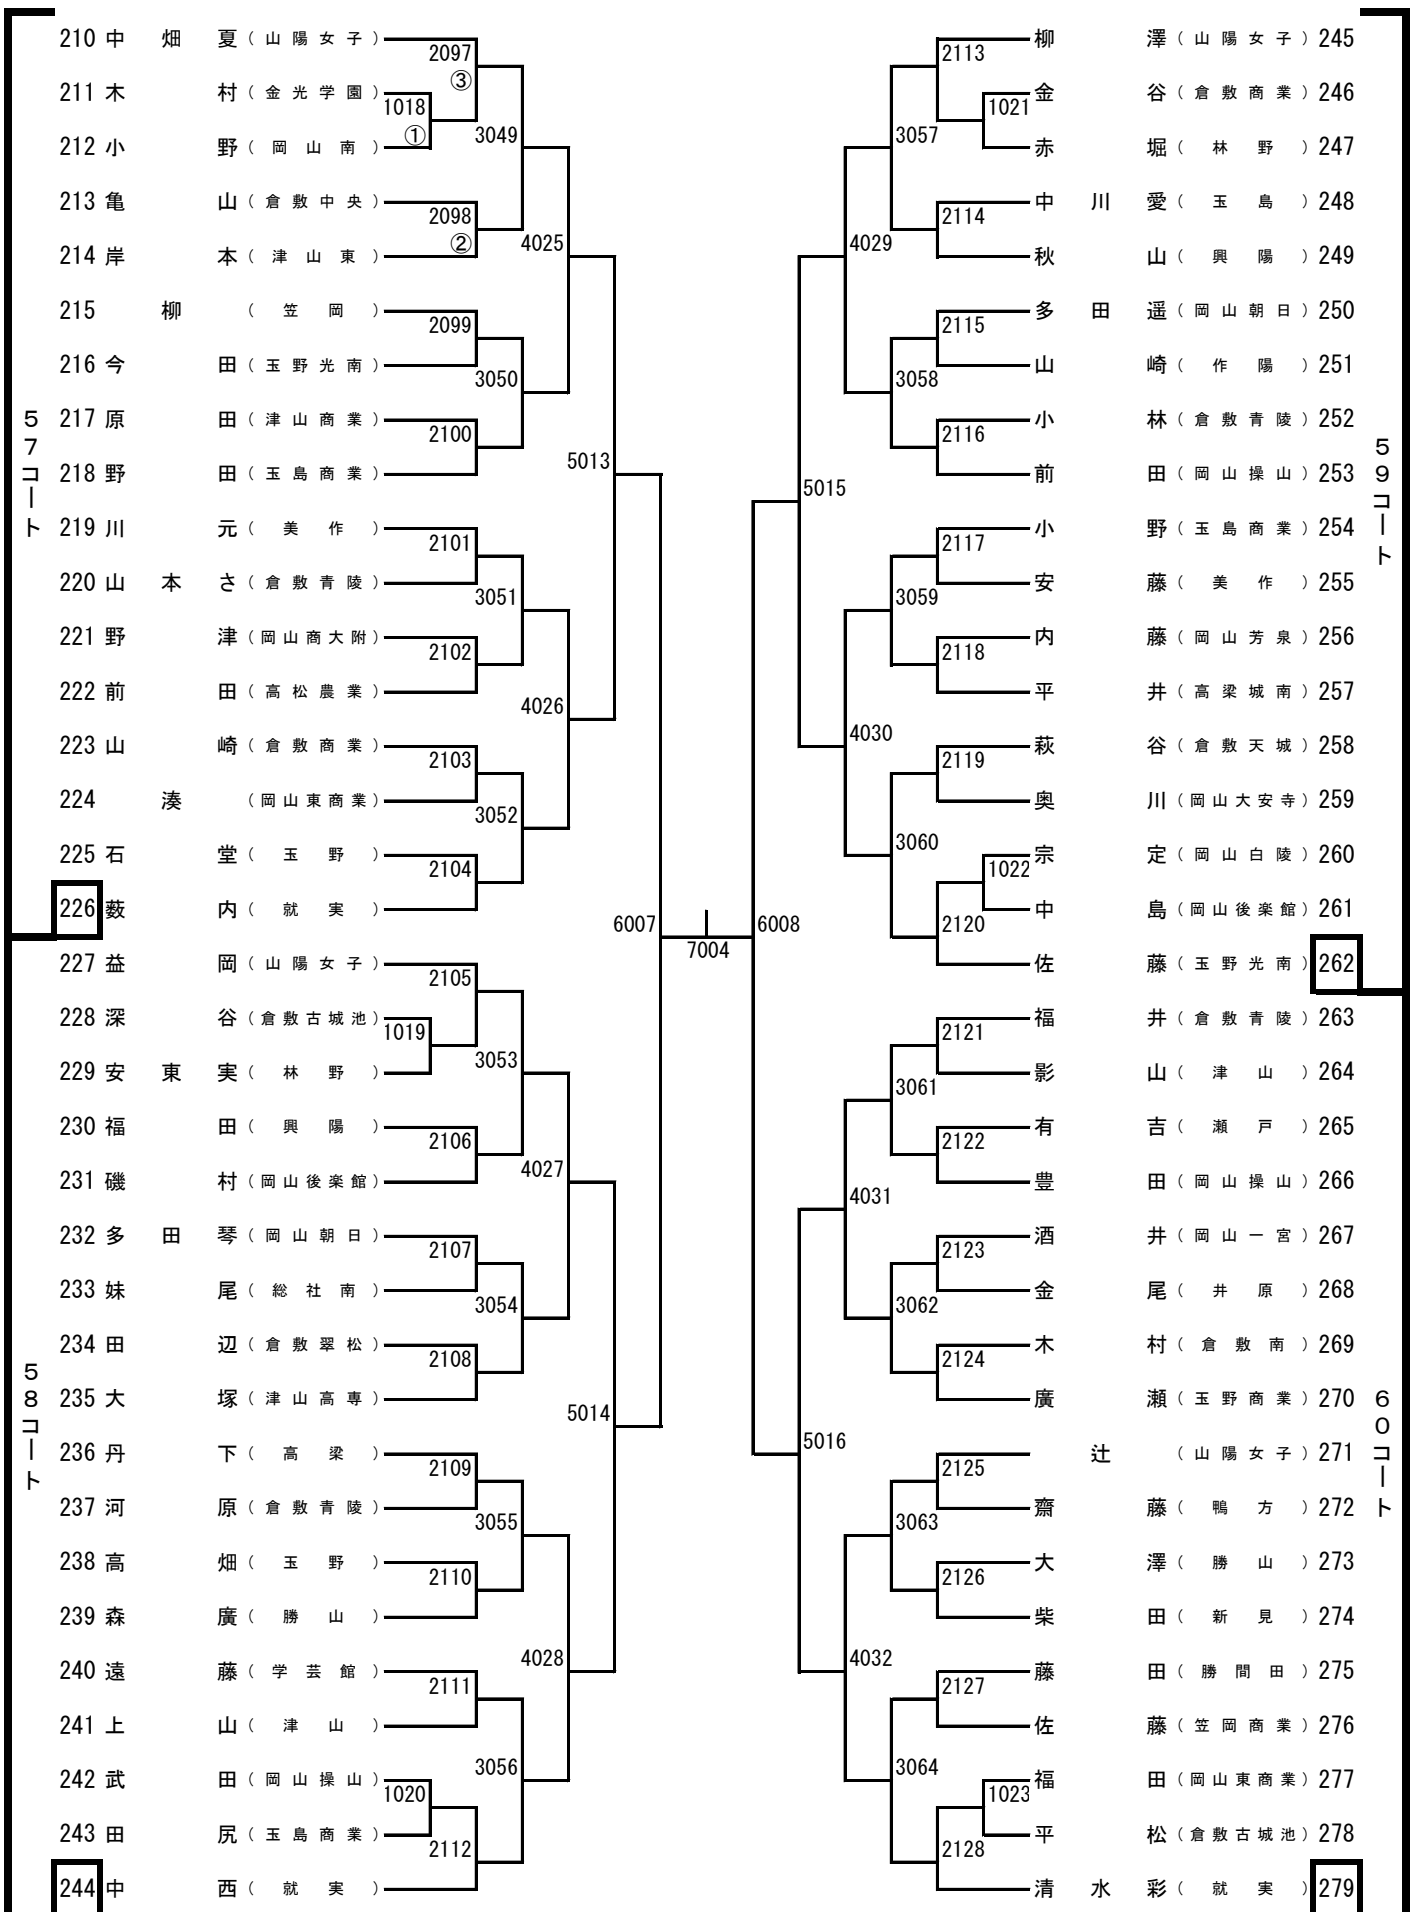 210 中畑夏 (山陽女子)
2097
③
211 木村 (金光学園)
1018
①
212 小野 (岡山南)
3049
213 亀山 (倉敷中央)
2098
②
214 岸本 (津山東)
4025
215 柳 (笠岡)
2099
216 今田 (玉野光南)
3050
217 原田 (津山商業)
2100
218 野田 (玉島商業)
5013
219 川元 (美作)
2101
220 山本さ (倉敷青陵)
3051
221 野津 (岡山商大附)
2102
222 前田 (高松農業)
4026
223 山崎 (倉敷商業)
2103
224 湊 (岡山東商業)
3052
225 石堂 (玉野)
2104
226 薮内 (就実)
57コート
6007
227 益岡 (山陽女子)
2105
228 深谷 (倉敷古城池)
1019
229 安東実 (林野)
3053
230 福田 (興陽)
2106
231 磯村 (岡山後楽館)
4027
232 多田琴 (岡山朝日)
2107
233 妹尾 (総社南)
3054
234 田辺 (倉敷翠松)
2108
235 大塚 (津山高専)
5014
236 丹下 (高梁)
2109
237 河原 (倉敷青陵)
3055
238 高畑 (玉野)
2110
239 森廣 (勝山)
4028
240 遠藤 (学芸館)
2111
241 上山 (津山)
3056
242 武田 (岡山操山)
1020
243 田尻 (玉島商業)
2112
244 中西 (就実)
58コート
7004
柳澤 (山陽女子) 245
2113
金谷 (倉敷商業) 246
1021
赤堀 (林野) 247
3057
中川愛 (玉島) 248
2114
秋山 (興陽) 249
4029
多田遥 (岡山朝日) 250
2115
山崎 (作陽) 251
3058
小林 (倉敷青陵) 252
2116
前田 (岡山操山) 253
5015
小野 (玉島商業) 254
2117
安藤 (美作) 255
3059
内藤 (岡山芳泉) 256
2118
平井 (高梁城南) 257
4030
萩谷 (倉敷天城) 258
2119
奥川 (岡山大安寺) 259
3060
宗定 (岡山白陵) 260
1022
中島 (岡山後楽館) 261
2120
佐藤 (玉野光南) 262
59コート
6008
福井 (倉敷青陵) 263
2121
影山 (津山) 264
3061
有吉 (瀬戸) 265
2122
豊田 (岡山操山) 266
4031
酒井 (岡山一宮) 267
2123
金尾 (井原) 268
3062
木村 (倉敷南) 269
2124
廣瀬 (玉野商業) 270
5016
辻 (山陽女子) 271
2125
齋藤 (鴨方) 272
3063
大澤 (勝山) 273
2126
柴田 (新見) 274
4032
藤田 (勝間田) 275
2127
佐藤 (笠岡商業) 276
3064
福田 (岡山東商業) 277
1023
平松 (倉敷古城池) 278
2128
清水彩 (就実) 279
60コート